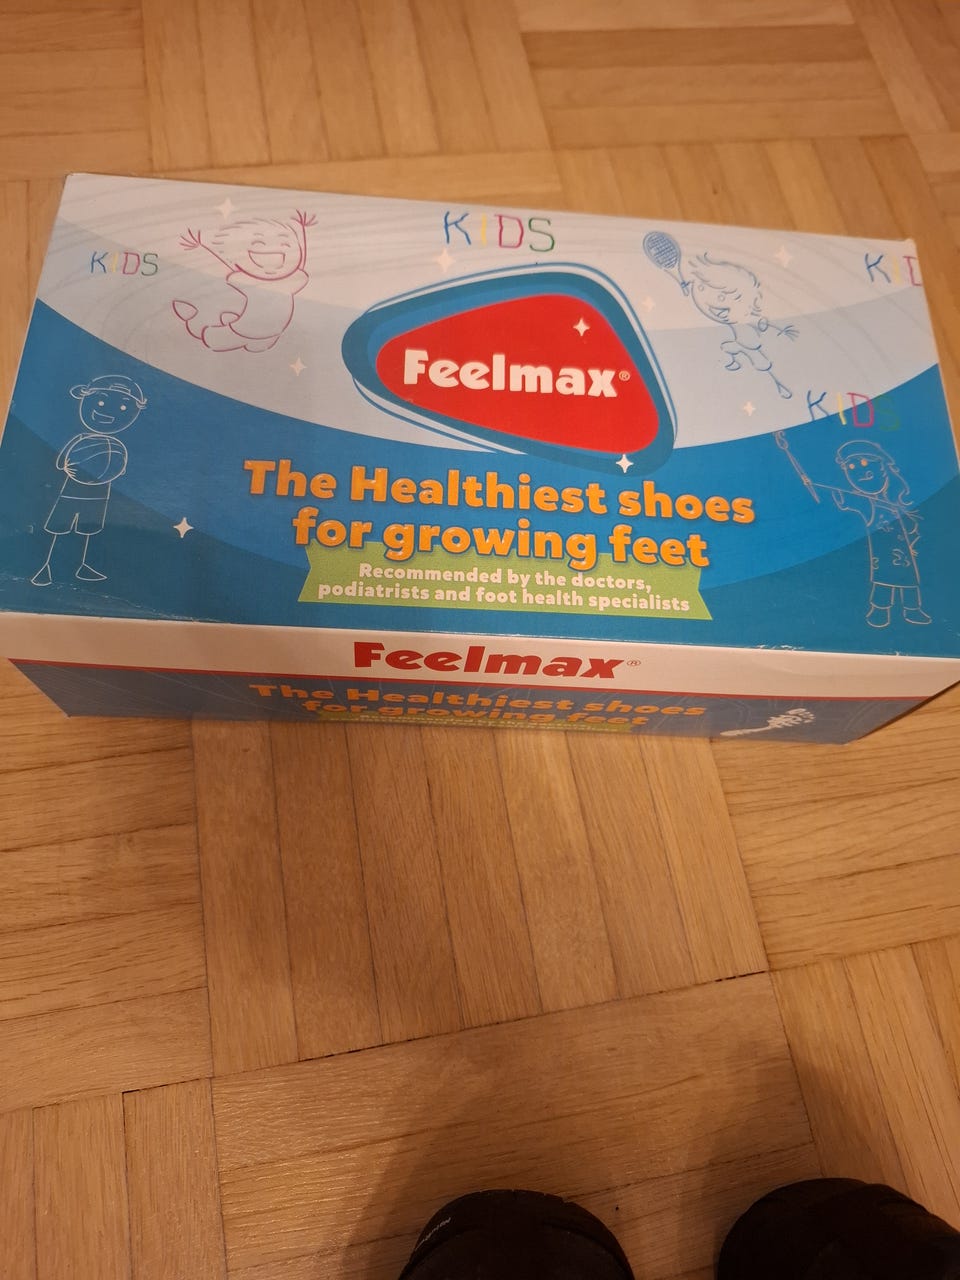 KIDS
KIDS
KID
Feelmax®
KIDS
The Healthiest shoes
for growing feet
Recommended by the doctors,
podiatrists and foot health specialists
Feelmax®
The Healthiest shoes
for growing feet